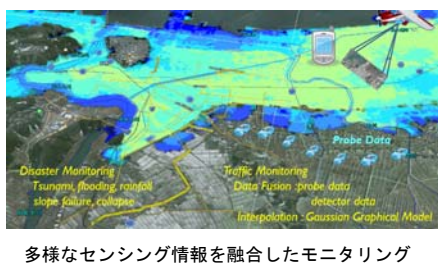 Probe Data
Disaster Monitoring
Tsunami, flooding, rainfall
slope failure, collapse
Traffic Monitoring
Data Fusion : probe data
detector data
Interpolation : Gaussian Graphical Model
多様なセンシング情報を融合したモニタリング